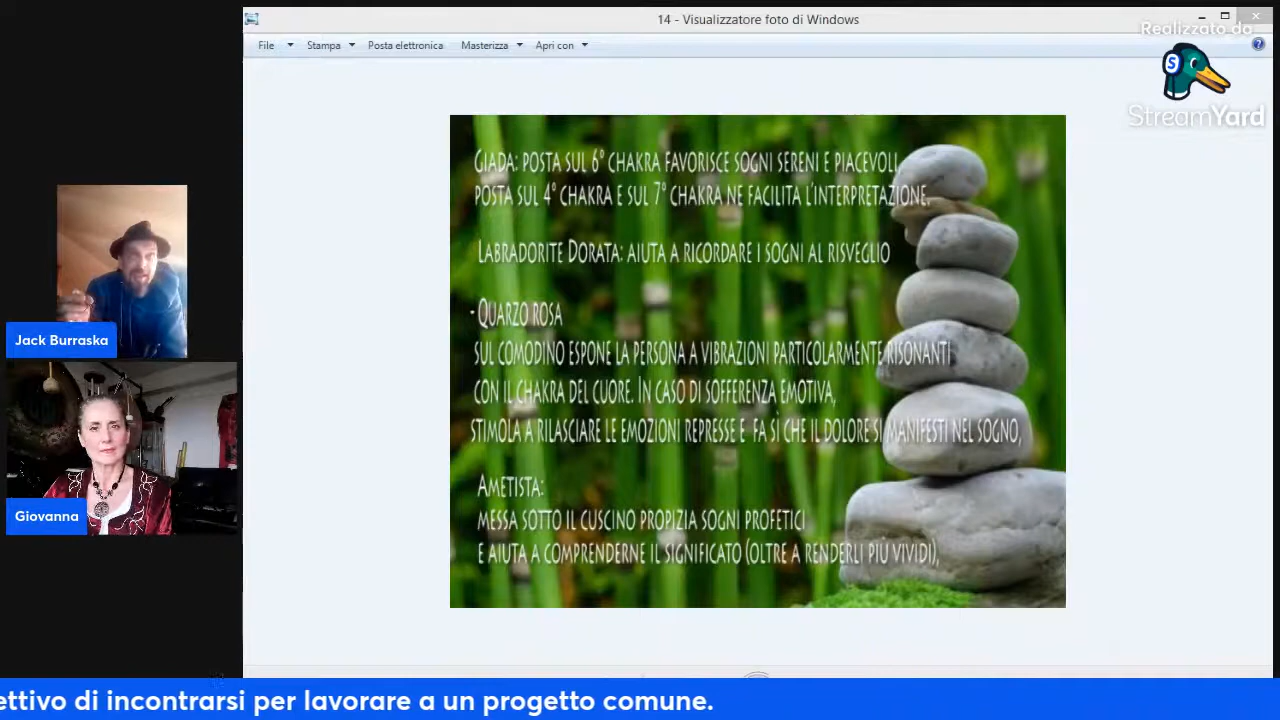 14 - Visualizzatore foto di Windows
File Stampa Posta elettronica Masterizza Apri con
Realizzato da
StreamYard
Giada: posta sul 6° chakra favorisce sogni sereni e piacevoli,
posta sul 4° chakra e sul 7° chakra ne facilita l'interpretazione.
Labradorite Dorata: aiuta a ricordare i sogni al risveglio
- Quarzo rosa
sul comodino espone la persona a vibrazioni particolarmente risonanti
con il chakra del cuore. In caso di sofferenza emotiva,
stimola a rilasciare le emozioni represse e fa sì che il dolore si manifesti nel sogno,
Ametista:
messa sotto il cuscino propizia sogni profetici
e aiuta a comprenderne il significato (oltre a renderli più vividi),
Jack Burraska
Giovanna
ettivo di incontrarsi per lavorare a un progetto comune.